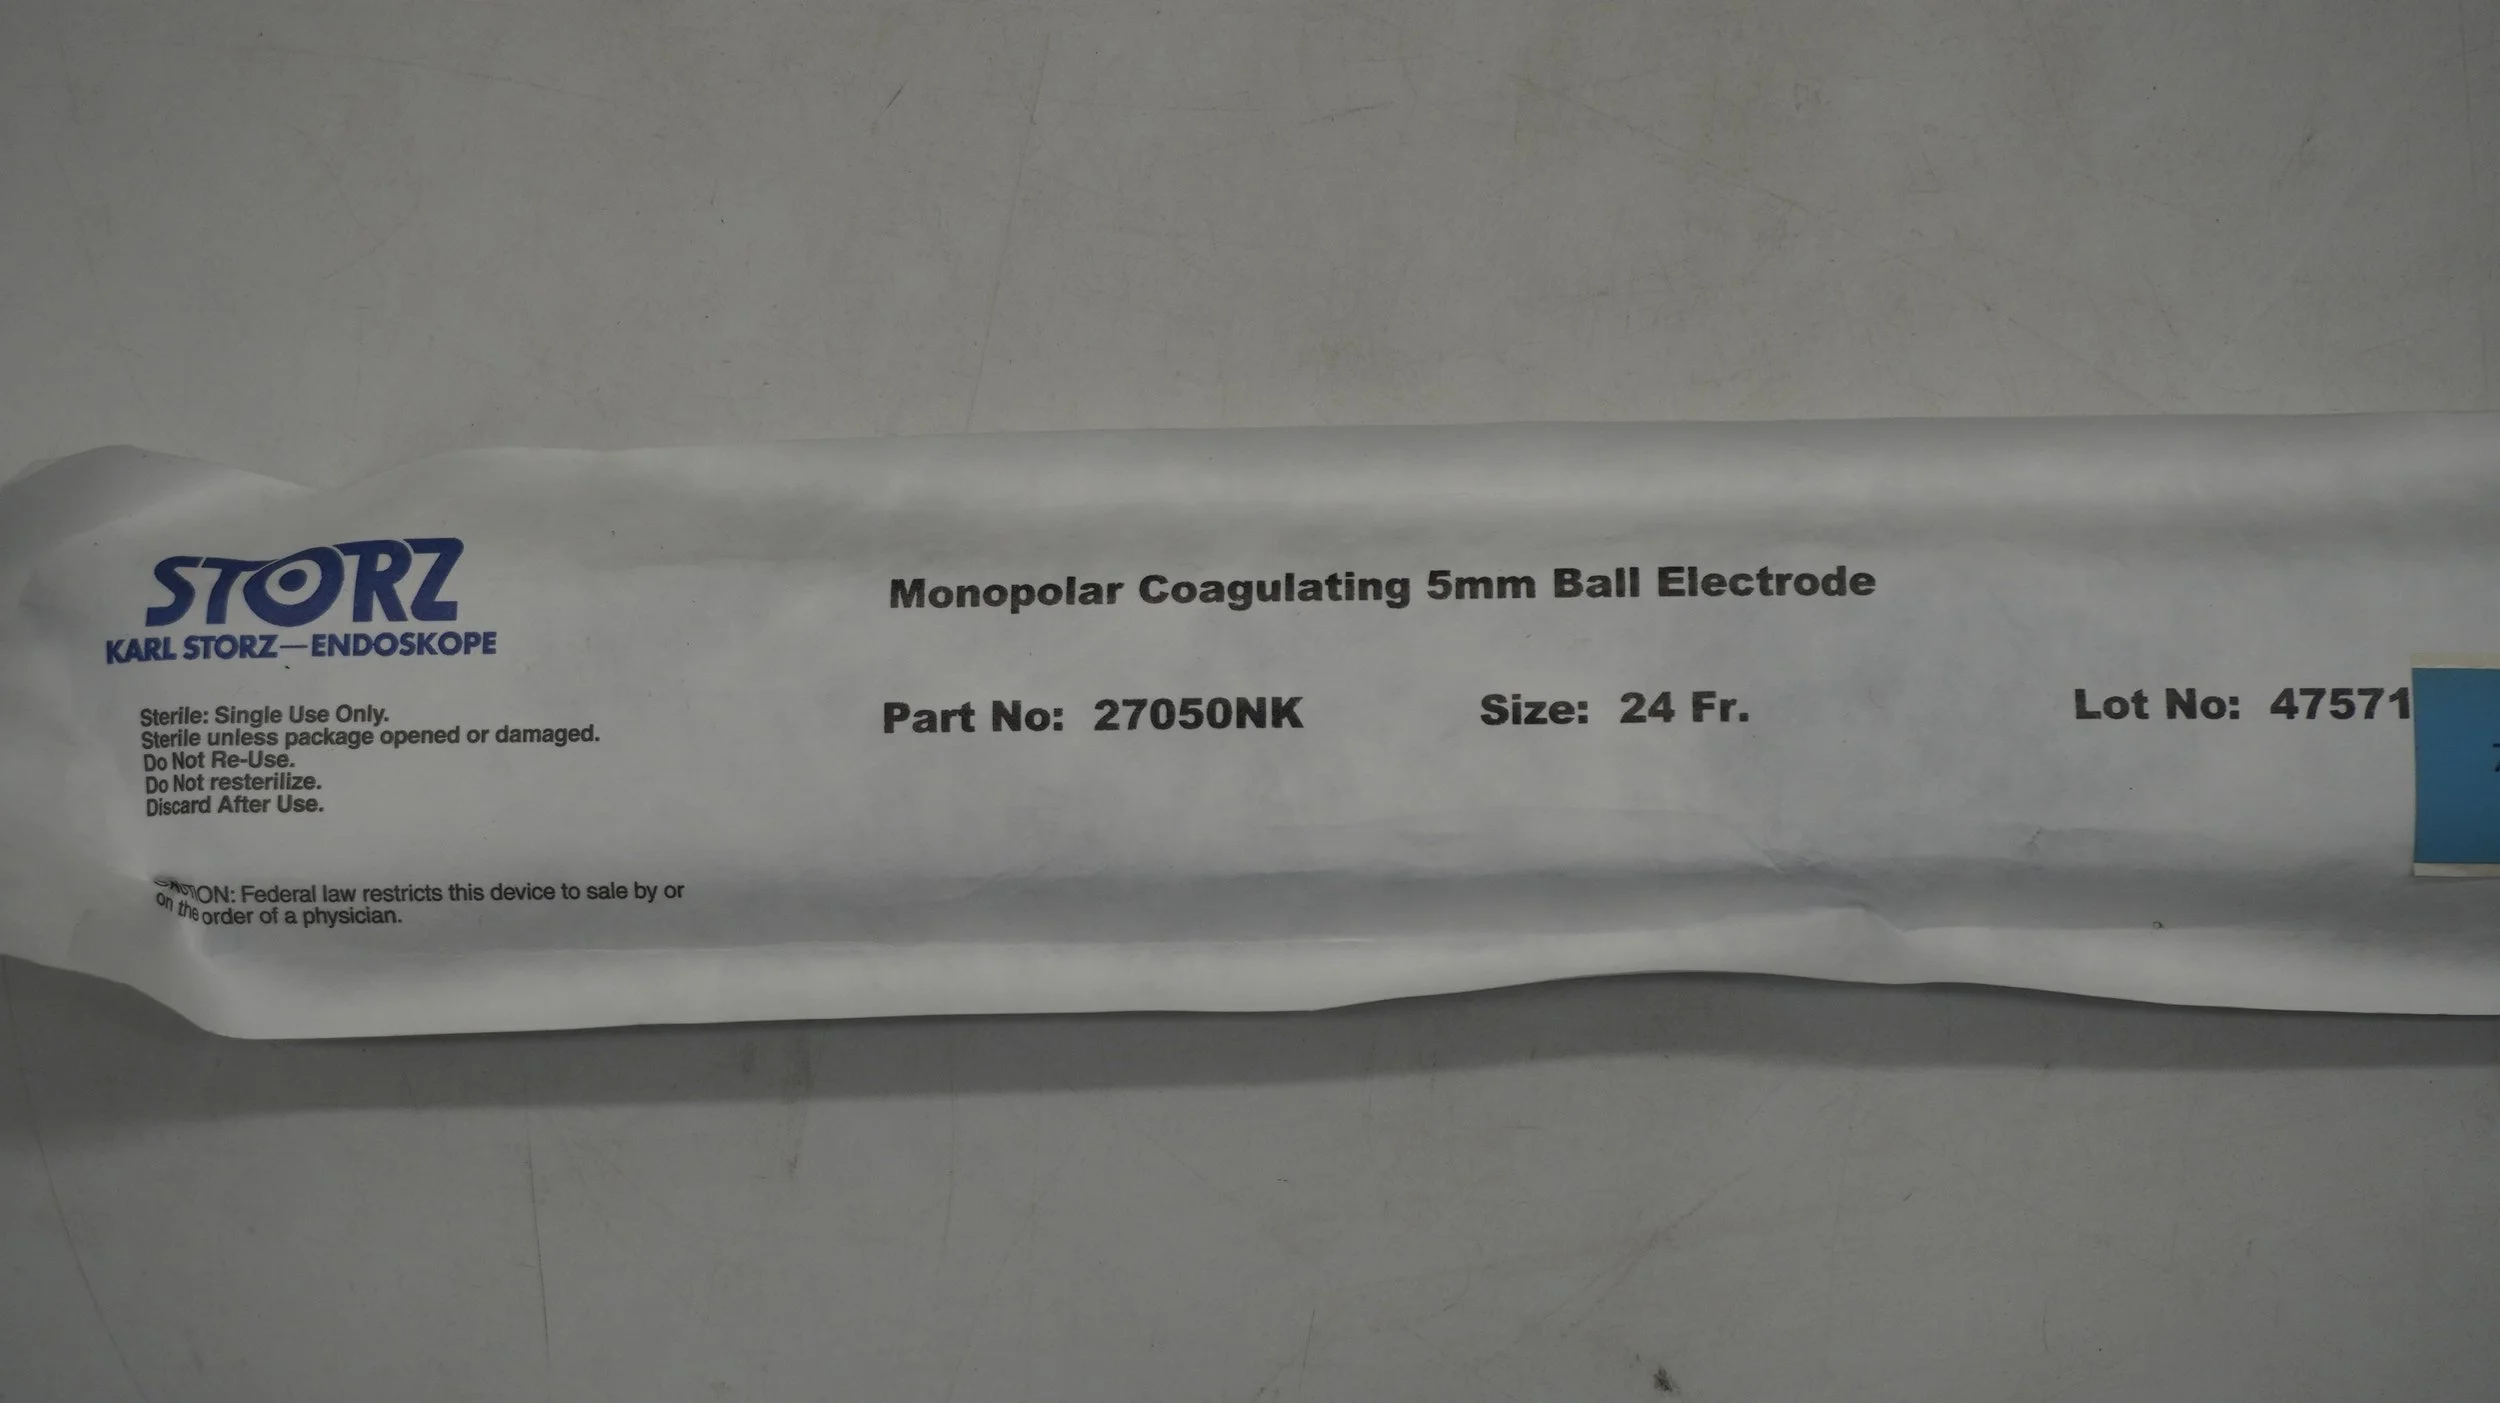 STORZ
KARL STORZ—ENDOSKOPE
Sterile: Single Use Only.
Sterile unless package opened or damaged.
Do Not Re-Use.
Do Not resterilize.
Discard After Use.
CAUTION: Federal law restricts this device to sale by or
on the order of a physician.
Monopolar Coagulating 5mm Ball Electrode
Part No: 27050NK Size: 24 Fr. Lot No: 47571